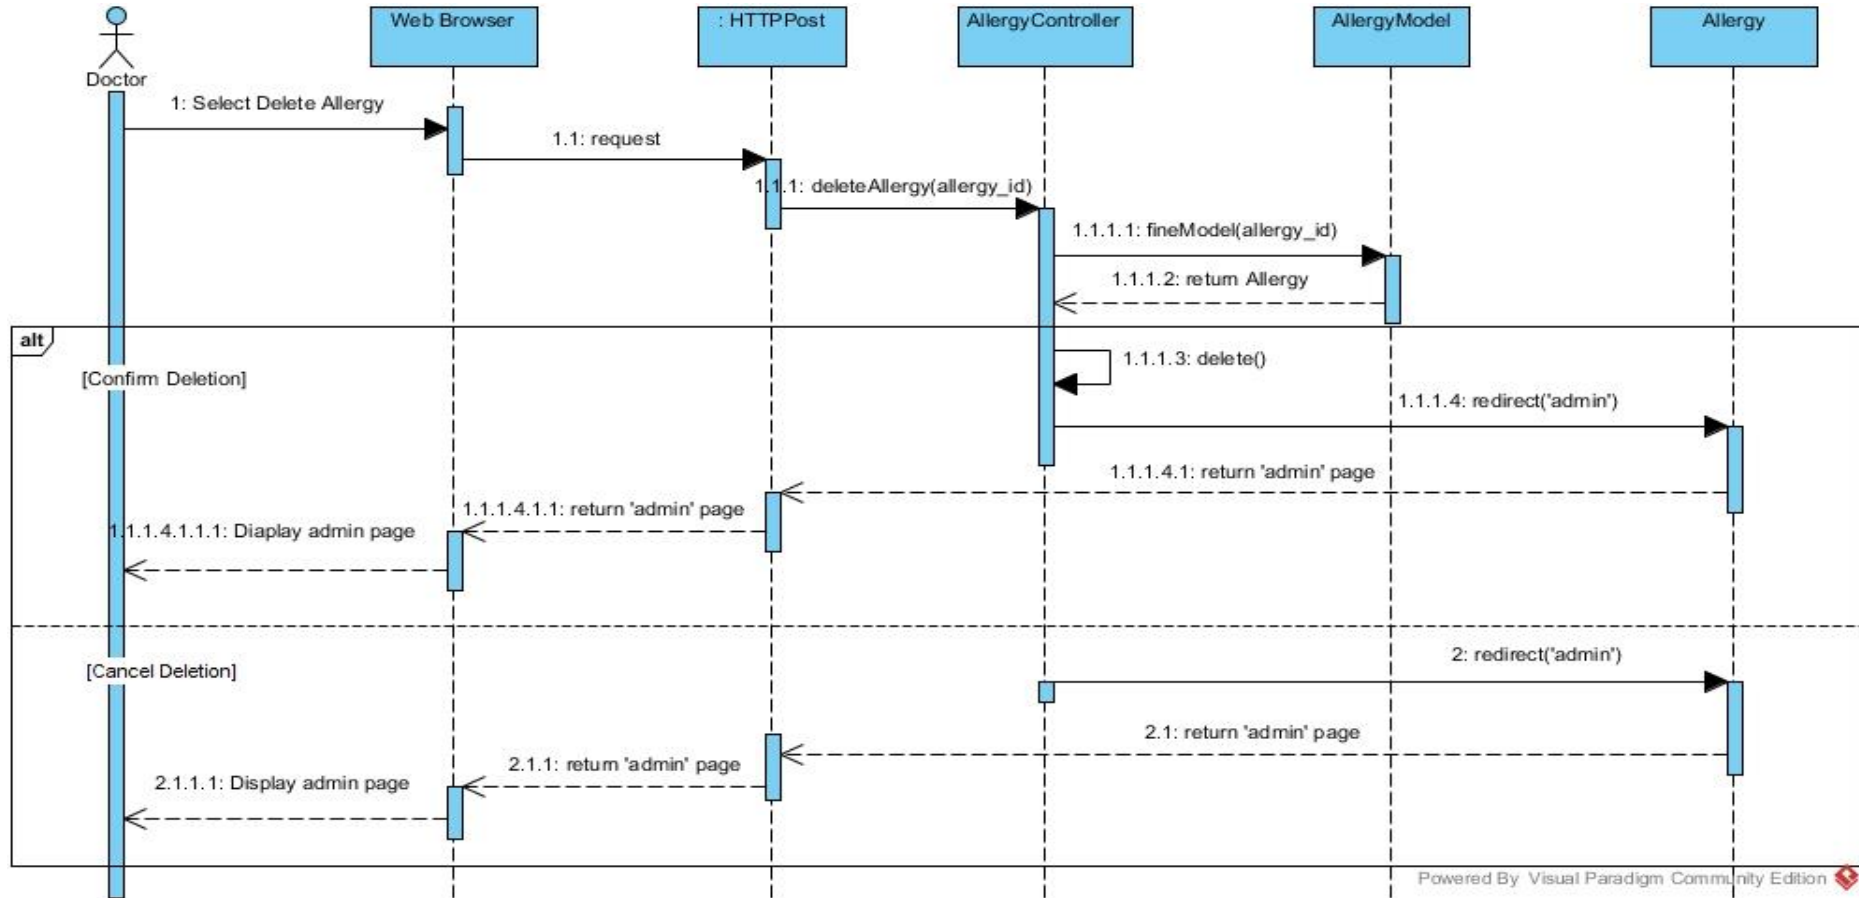 Web Browser
: HTTPPost
AllergyController
AllergyModel
Allergy
Doctor
1: Select Delete Allergy
1.1: request
1.1.1: deleteAllergy(allergy_id)
1.1.1.1: fineModel(allergy_id)
1.1.1.2: return Allergy
alt
[Confirm Deletion]
1.1.1.3: delete()
1.1.1.4: redirect('admin')
1.1.1.4.1: return 'admin' page
1.1.1.4.1.1: return 'admin' page
1.1.1.4.1.1.1: Diaplay admin page
[Cancel Deletion]
2: redirect('admin')
2.1: return 'admin' page
2.1.1: return 'admin' page
2.1.1.1: Display admin page
Powered By Visual Paradigm Community Edition